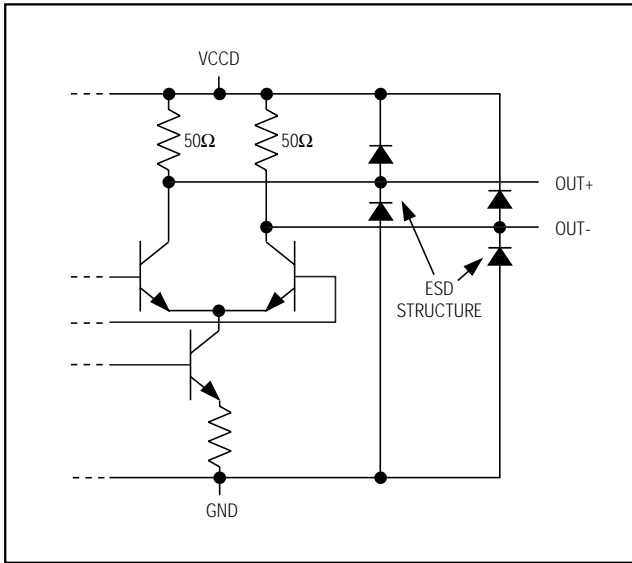 VCCD
50Ω
50Ω
OUT+
OUT-
ESD
STRUCTURE
GND